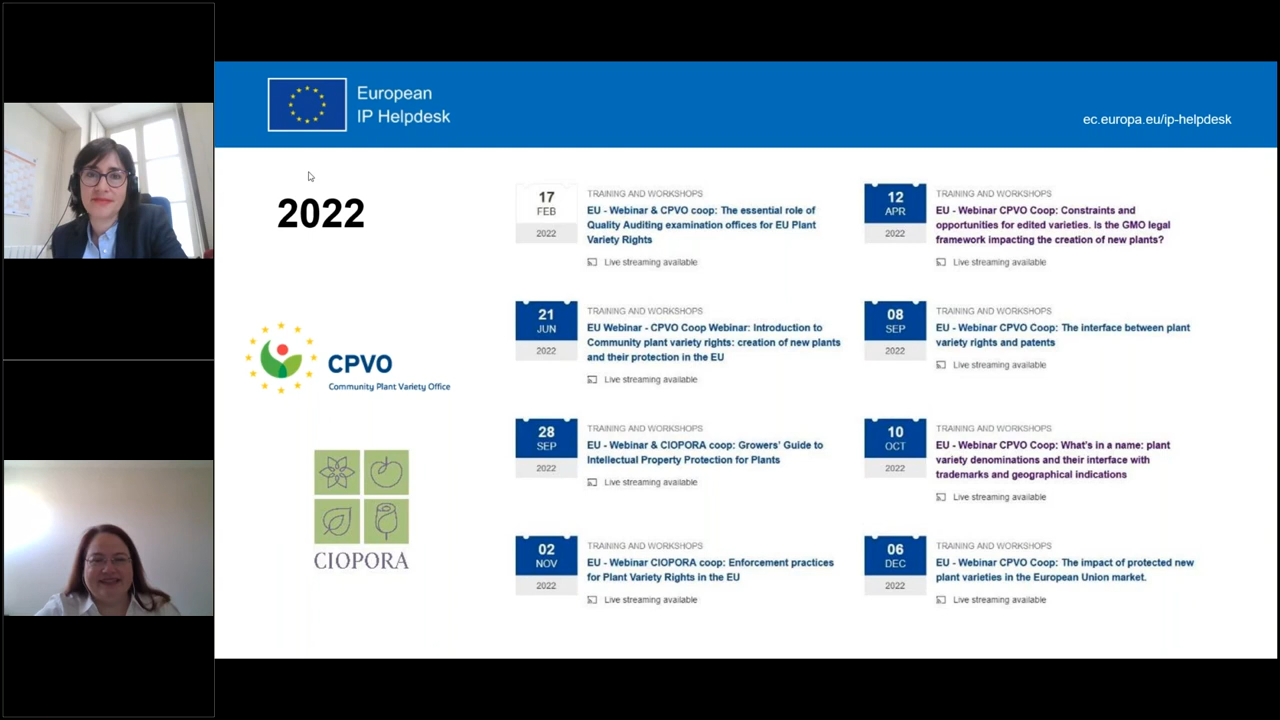 European
IP Helpdesk
ec.europa.eu/ip-helpdesk
2022
CPVO
Community Plant Variety Office
CIOPORA
17
FEB
2022
TRAINING AND WORKSHOPS
EU - Webinar & CPVO coop: The essential role of
Quality Auditing examination offices for EU Plant
Variety Rights
Live streaming available
12
APR
2022
TRAINING AND WORKSHOPS
EU - Webinar CPVO Coop: Constraints and
opportunities for edited varieties. Is the GMO legal
framework impacting the creation of new plants?
Live streaming available
21
JUN
2022
TRAINING AND WORKSHOPS
EU Webinar - CPVO Coop Webinar: Introduction to
Community plant variety rights: creation of new plants
and their protection in the EU
Live streaming available
08
SEP
2022
TRAINING AND WORKSHOPS
EU - Webinar CPVO Coop: The interface between plant
variety rights and patents
Live streaming available
28
SEP
2022
TRAINING AND WORKSHOPS
EU - Webinar & CIOPORA coop: Growers' Guide to
Intellectual Property Protection for Plants
Live streaming available
10
OCT
2022
TRAINING AND WORKSHOPS
EU - Webinar CPVO Coop: What's in a name: plant
variety denominations and their interface with
trademarks and geographical indications
Live streaming available
02
NOV
2022
TRAINING AND WORKSHOPS
EU - Webinar CIOPORA coop: Enforcement practices
for Plant Variety Rights in the EU
Live streaming available
06
DEC
2022
TRAINING AND WORKSHOPS
EU - Webinar CPVO Coop: The impact of protected new
plant varieties in the European Union market.
Live streaming available